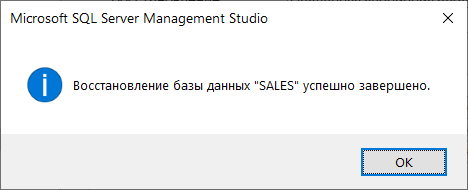 Microsoft SQL Server Management Studio
Восстановление базы данных "SALES" успешно завершено.
OK